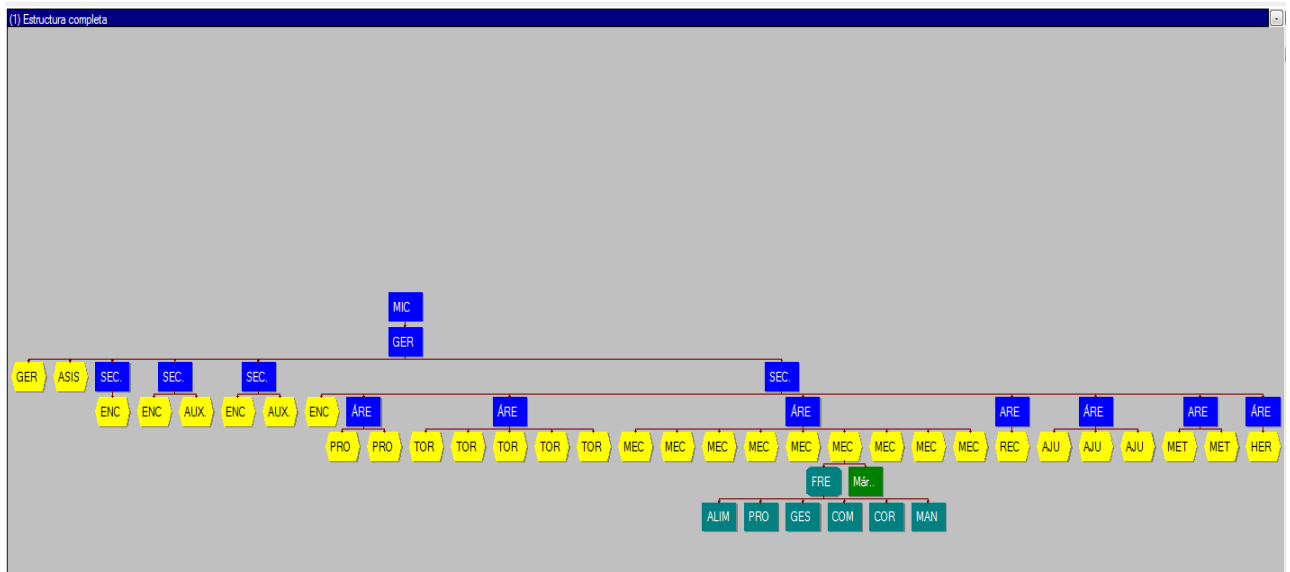 (1) Estructura completa
MIC
GER
GER ASIS SEC. SEC. SEC. SEC.
ENC ENC AUX. ENC AUX. ENC ÁRE ÁRE ÁRE ARE ÁRE ARE ÁRE
PRO PRO TOR TOR TOR TOR TOR MEC MEC MEC MEC MEC MEC MEC MEC MEC REC AJU AJU AJU MET MET HER
FRE Már..
ALIM PRO GES COM COR MAN